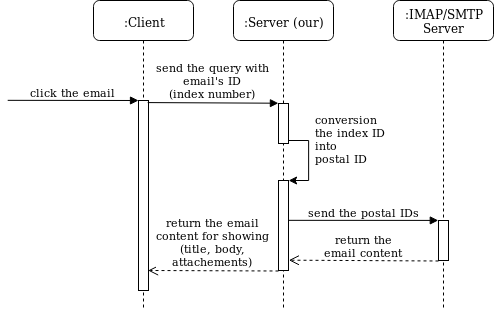 :Client
:Server (our)
:IMAP/SMTP
Server
click the email
send the query with
email's ID
(index number)
conversion
the index ID
into
postal ID
send the postal IDs
return the
email content
return the email
content for showing
(title, body,
attachements)